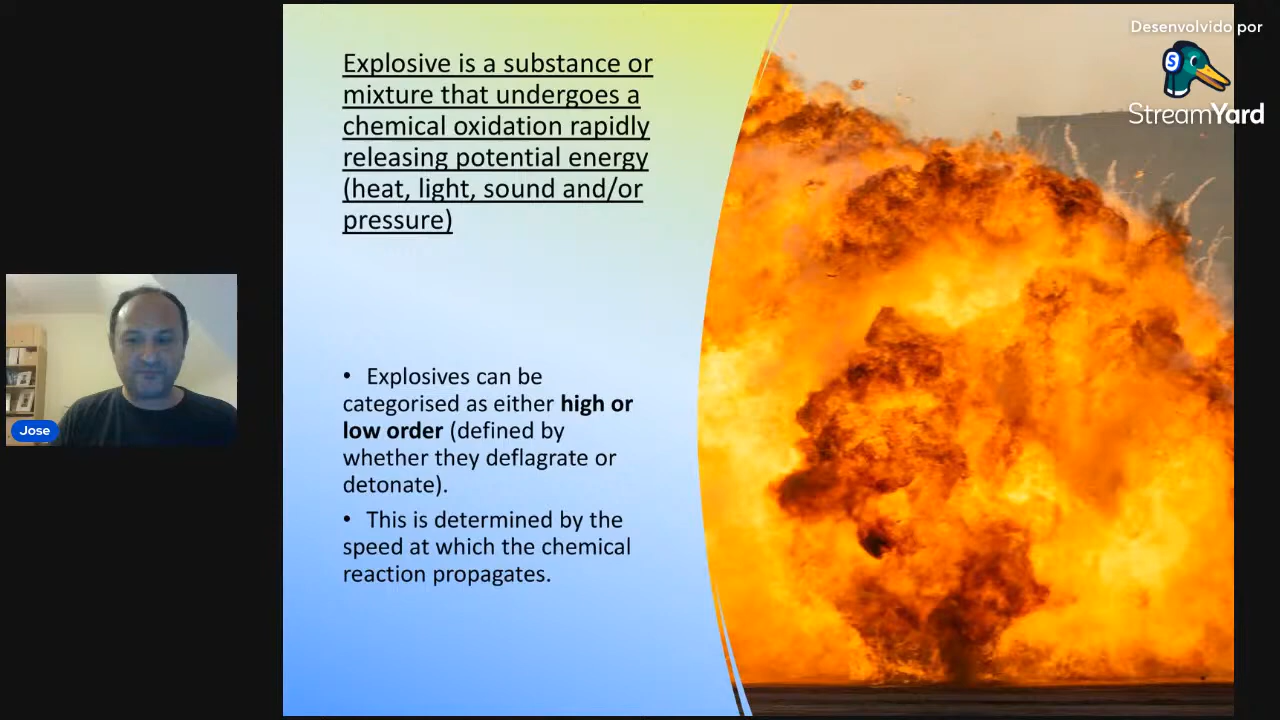 Desenvolvido por
S
StreamYard
Explosive is a substance or
mixture that undergoes a
chemical oxidation rapidly
releasing potential energy
(heat, light, sound and/or
pressure)
• Explosives can be
categorised as either high or
low order (defined by
whether they deflagrate or
detonate).
• This is determined by the
speed at which the chemical
reaction propagates.
Jose